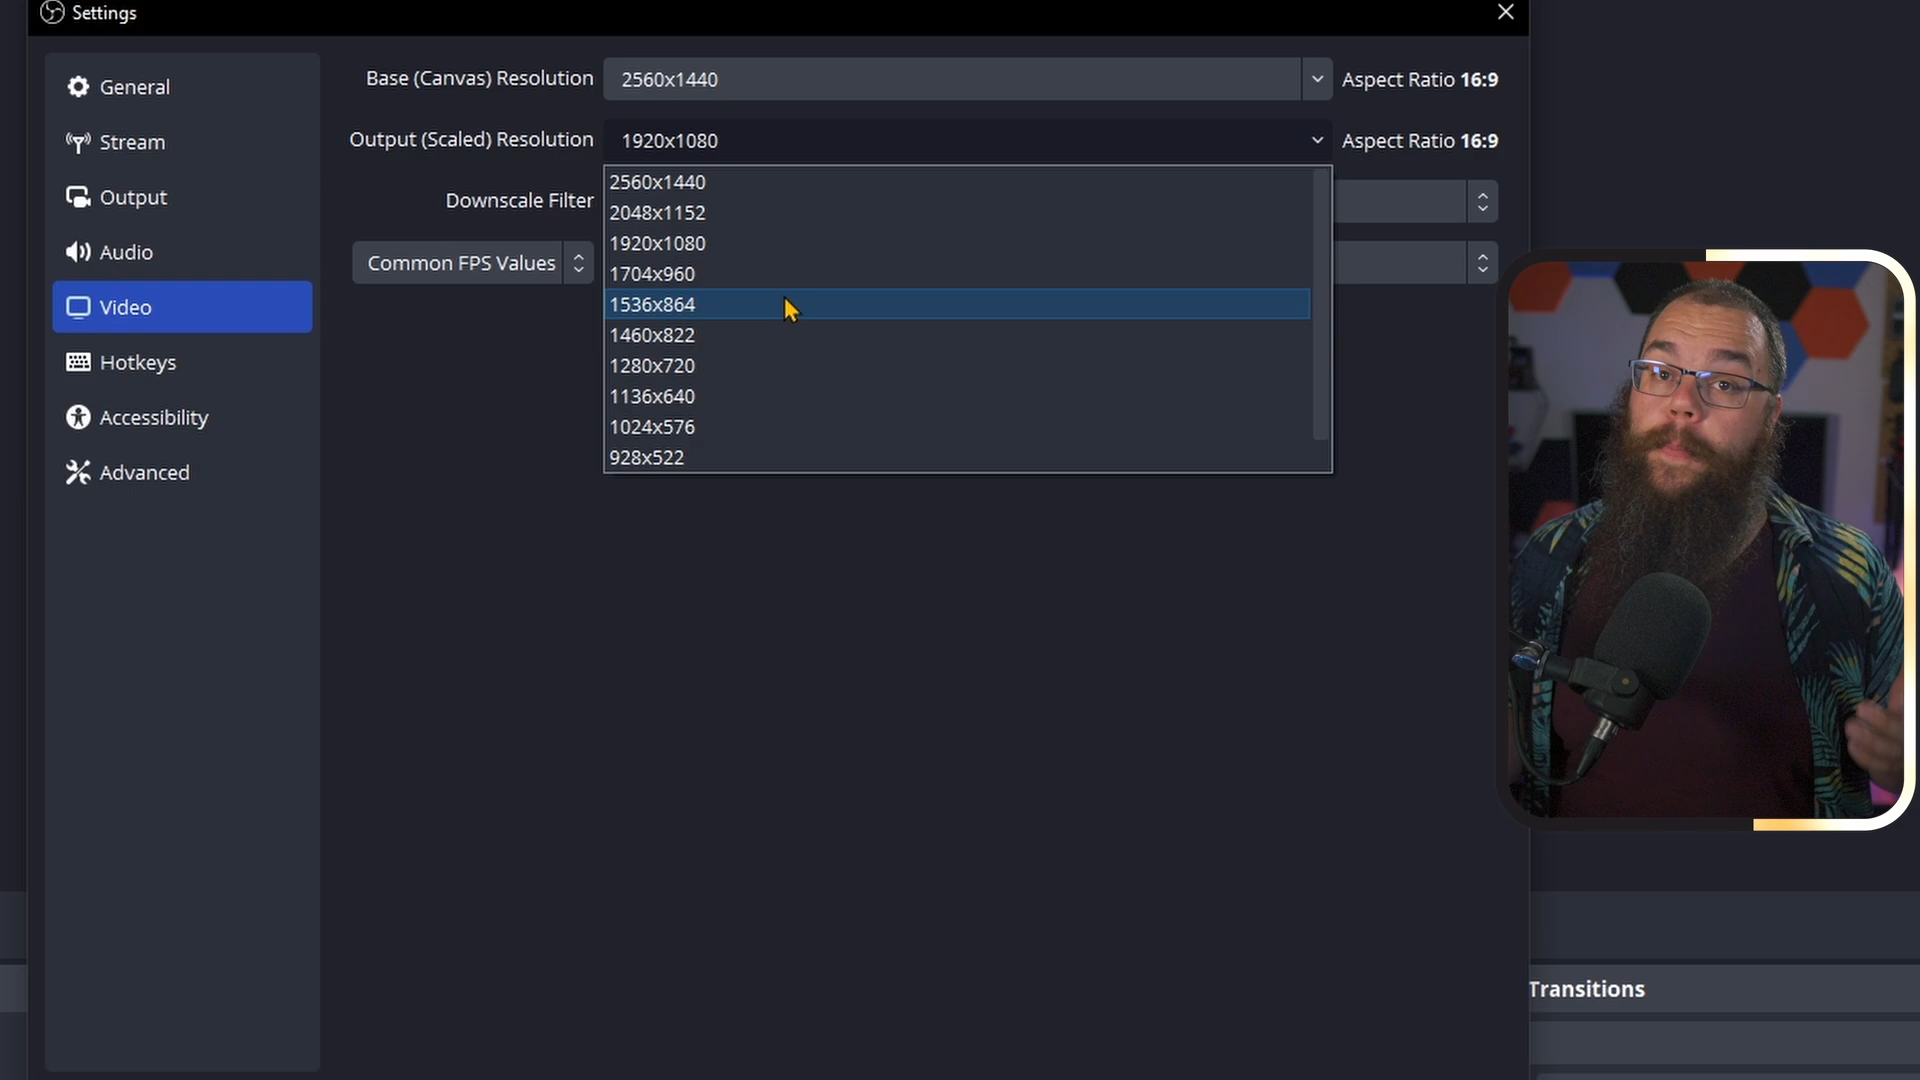 Settings
General
Stream
Output
Audio
Video
Hotkeys
Accessibility
Advanced
Base (Canvas) Resolution 2560x1440 Aspect Ratio 16:9
Output (Scaled) Resolution 1920x1080 Aspect Ratio 16:9
Downscale Filter
Common FPS Values
2560x1440
2048x1152
1920x1080
1704x960
1536x864
1460x822
1280x720
1136x640
1024x576
928x522
Transitions